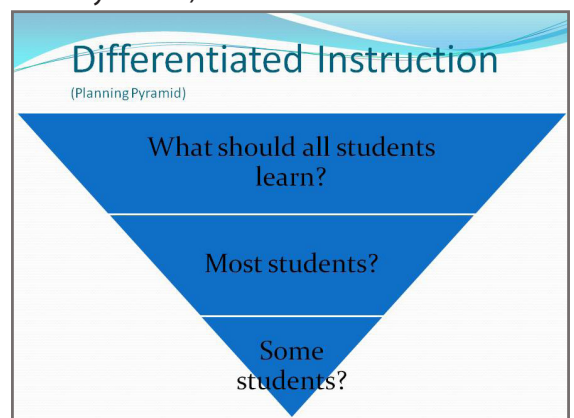 Differentiated Instruction
(Planning Pyramid)
What should all students
learn?
Most students?
Some
students?